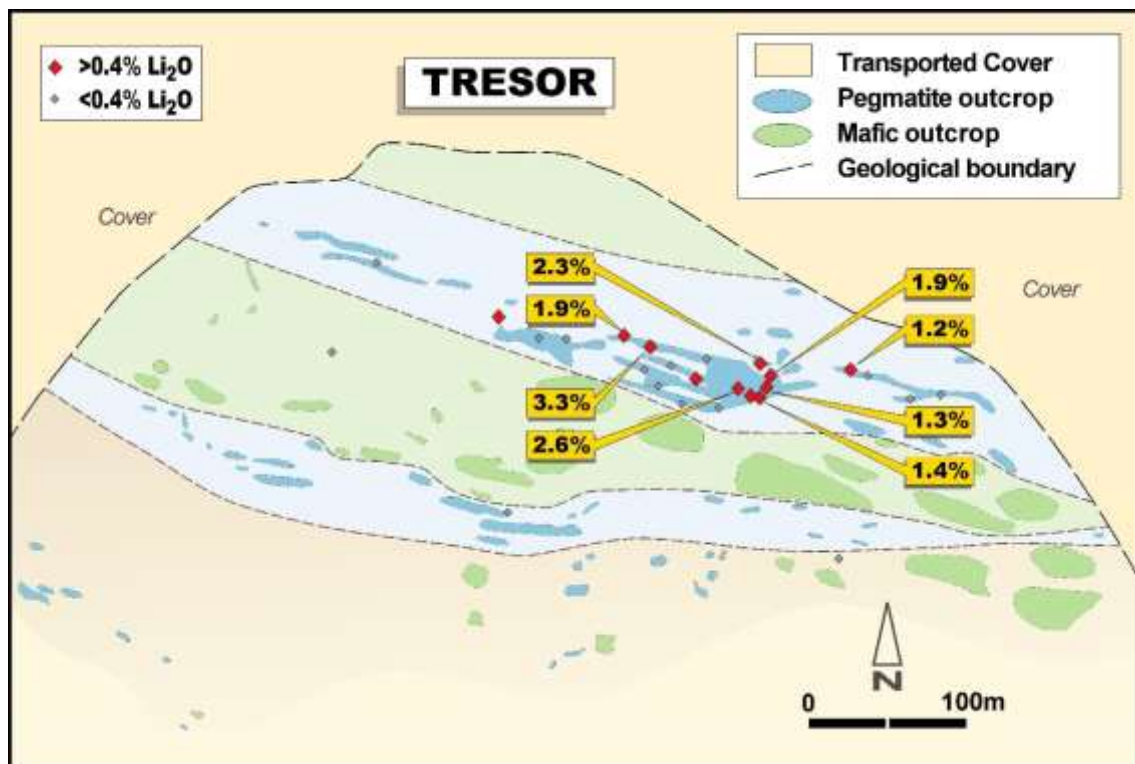 >0.4% Li₂O
<0.4% Li₂O
TRESOR
Transported Cover
Pegmatite outcrop
Mafic outcrop
Geological boundary
Cover
Cover
2.3%
1.9%
1.9%
1.2%
3.3%
2.6%
1.3%
1.4%
N
0 100m